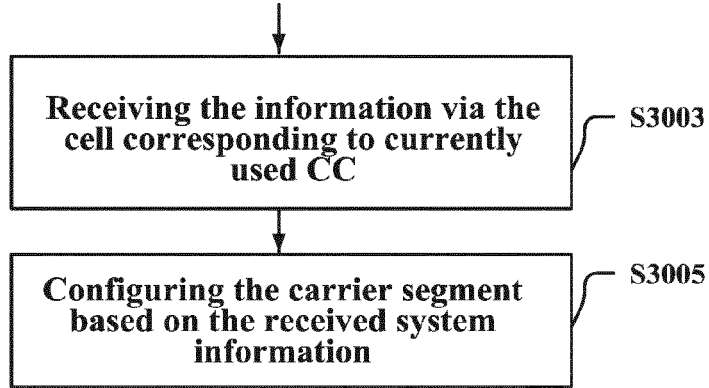 Receiving the information via the
cell corresponding to currently
used CC
S3003
Configuring the carrier segment
based on the received system
information
S3005